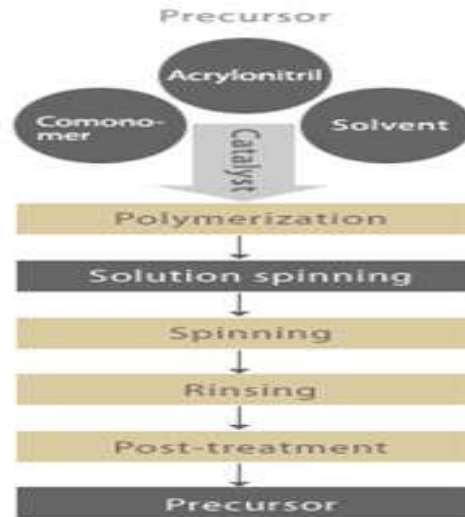 Precursor
Acrylonitril
Comono-
mer
Solvent
Catalyst
Polymerization
Solution spinning
Spinning
Rinsing
Post-treatment
Precursor